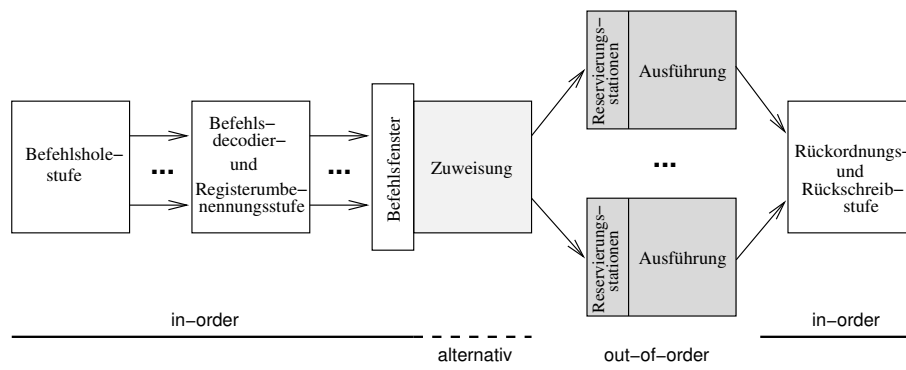 Befehlshole–
stufe
...
Befehls–
decodier–
und
Registerumbe–
nennungsstufe
...
Befehlsfenster
Zuweisung
Reservierungs–
stationen
Ausführung
...
Reservierungs–
stationen
Ausführung
Rückordnungs–
und
Rückschreib–
stufe
in–order
alternativ
out–of–order
in–order